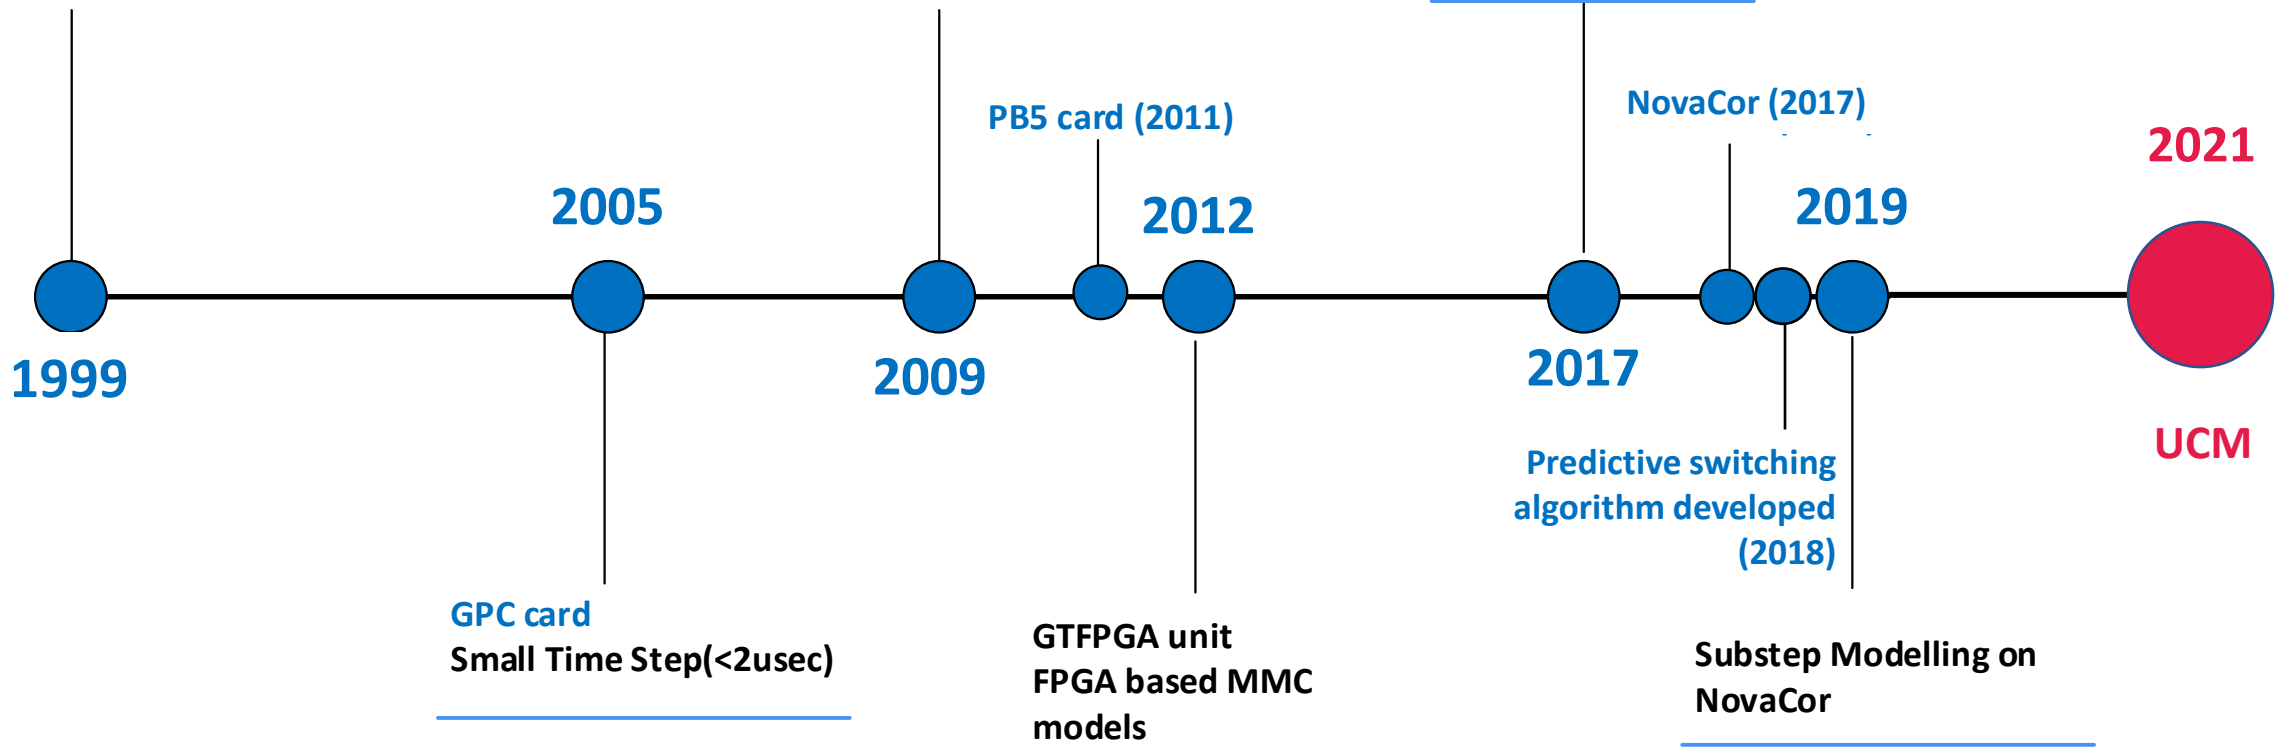 PB5 card (2011)
NovaCor (2017)
2021
2005
2012
2019
1999
2009
2017
UCM
Predictive switching
algorithm developed
(2018)
GPC card
Small Time Step(<2usec)
GTFPGA unit
FPGA based MMC
models
Substep Modelling on
NovaCor